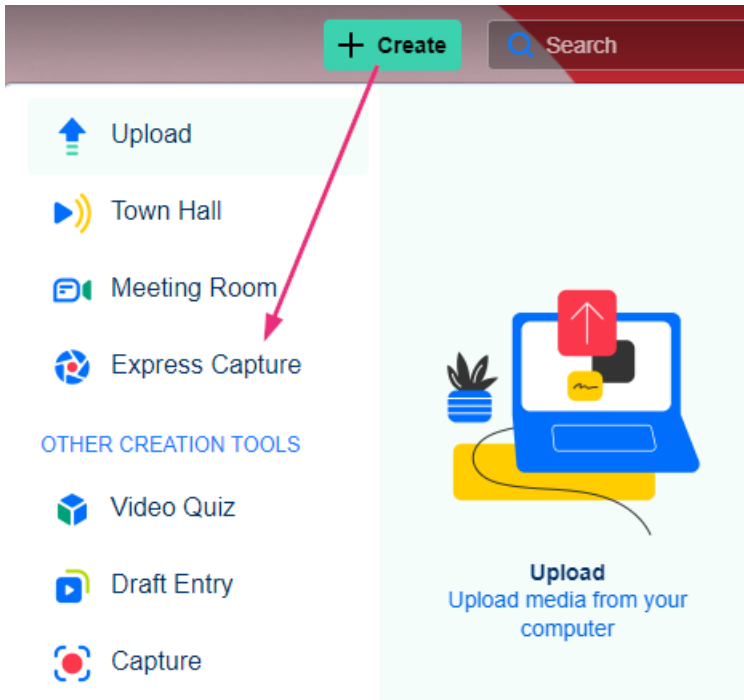 + Create
Search
Upload
Town Hall
Meeting Room
Express Capture
OTHER CREATION TOOLS
Video Quiz
Draft Entry
Capture
Upload
Upload media from your
computer